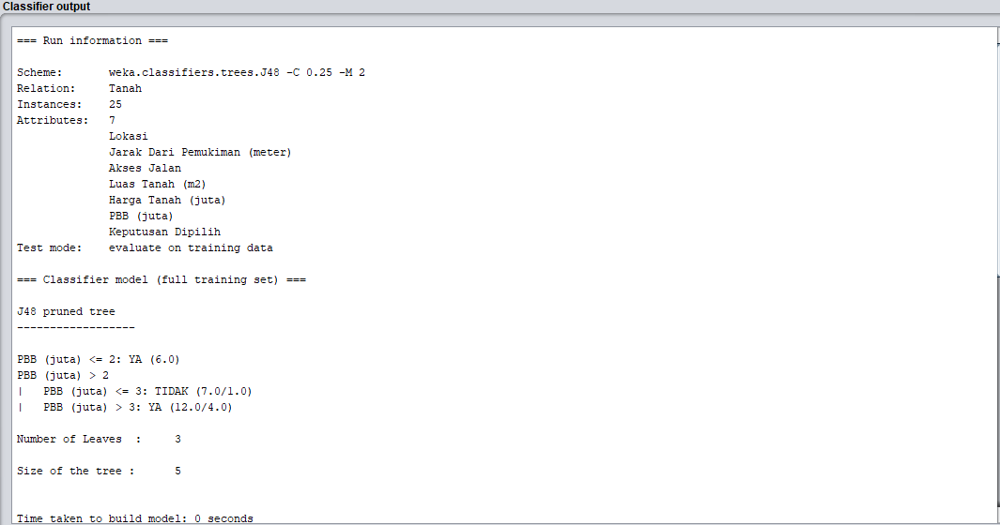 Classifier output
=== Run information ===
Scheme:       weka.classifiers.trees.J48 -C 0.25 -M 2
Relation:     Tanah
Instances:    25
Attributes:   7
              Lokasi
              Jarak Dari Pemukiman (meter)
              Akses Jalan
              Luas Tanah (m2)
              Harga Tanah (juta)
              PBB (juta)
              Keputusan Dipilih
Test mode:    evaluate on training data
=== Classifier model (full training set) ===
J48 pruned tree
------------------
PBB (juta) <= 2: YA (6.0)
PBB (juta) > 2
|   PBB (juta) <= 3: TIDAK (7.0/1.0)
|   PBB (juta) > 3: YA (12.0/4.0)
Number of Leaves  :     3
Size of the tree :      5
Time taken to build model: 0 seconds